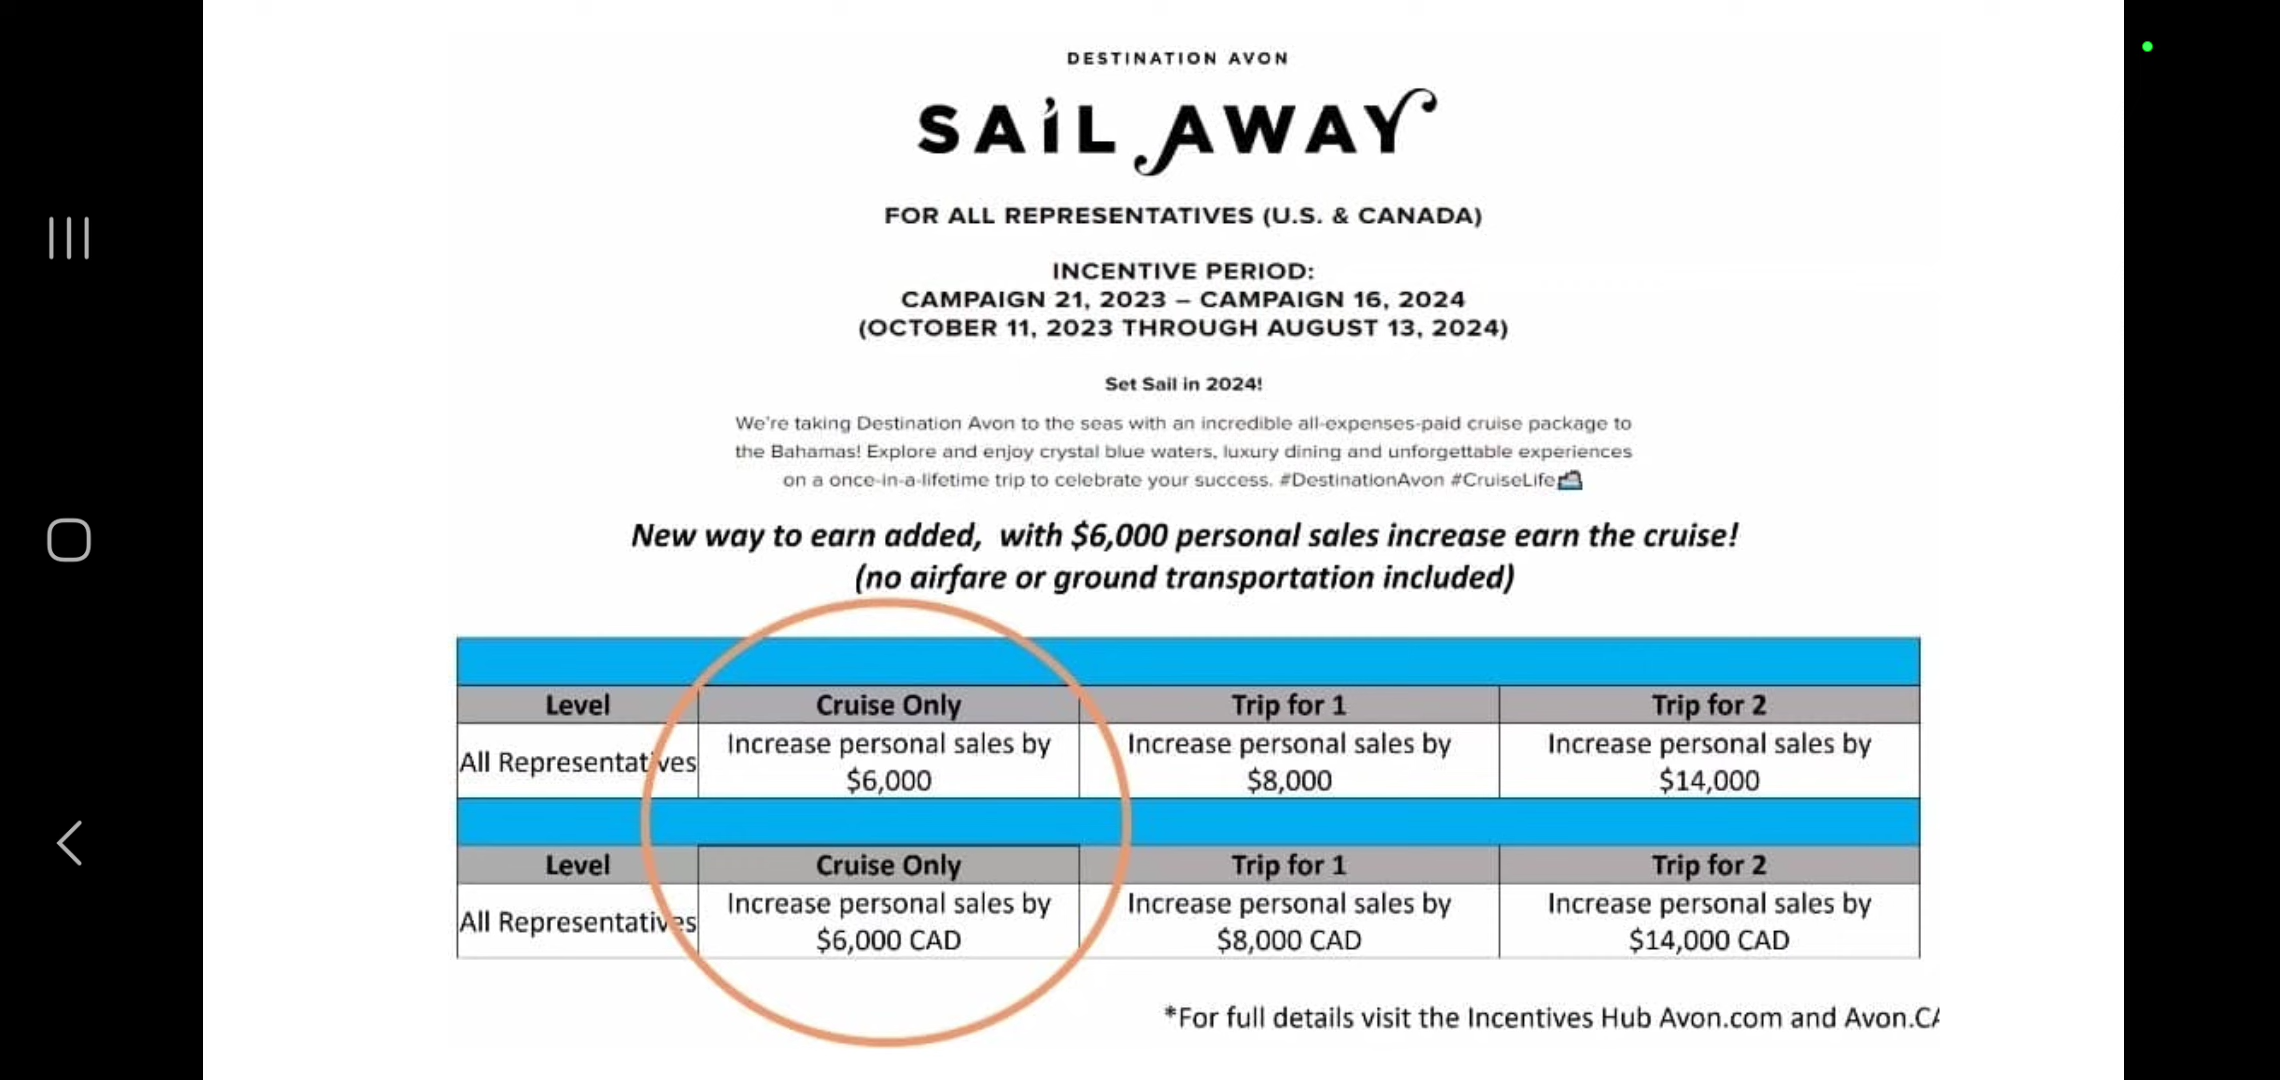 DESTINATION AVON
SAiL AWAY
FOR ALL REPRESENTATIVES (U.S. & CANADA)
INCENTIVE PERIOD:
CAMPAIGN 21, 2023 – CAMPAIGN 16, 2024
(OCTOBER 11, 2023 THROUGH AUGUST 13, 2024)
Set Sail in 2024!
We're taking Destination Avon to the seas with an incredible all-expenses-paid cruise package to
the Bahamas! Explore and enjoy crystal blue waters, luxury dining and unforgettable experiences
on a once-in-a-lifetime trip to celebrate your success. #DestinationAvon #CruiseLife🛳
New way to earn added, with $6,000 personal sales increase earn the cruise!
(no airfare or ground transportation included)
Level Cruise Only Trip for 1 Trip for 2
All Representatives Increase personal sales by $6,000 Increase personal sales by $8,000 Increase personal sales by $14,000
Level Cruise Only Trip for 1 Trip for 2
All Representatives Increase personal sales by $6,000 CAD Increase personal sales by $8,000 CAD Increase personal sales by $14,000 CAD
*For full details visit the Incentives Hub Avon.com and Avon.CA